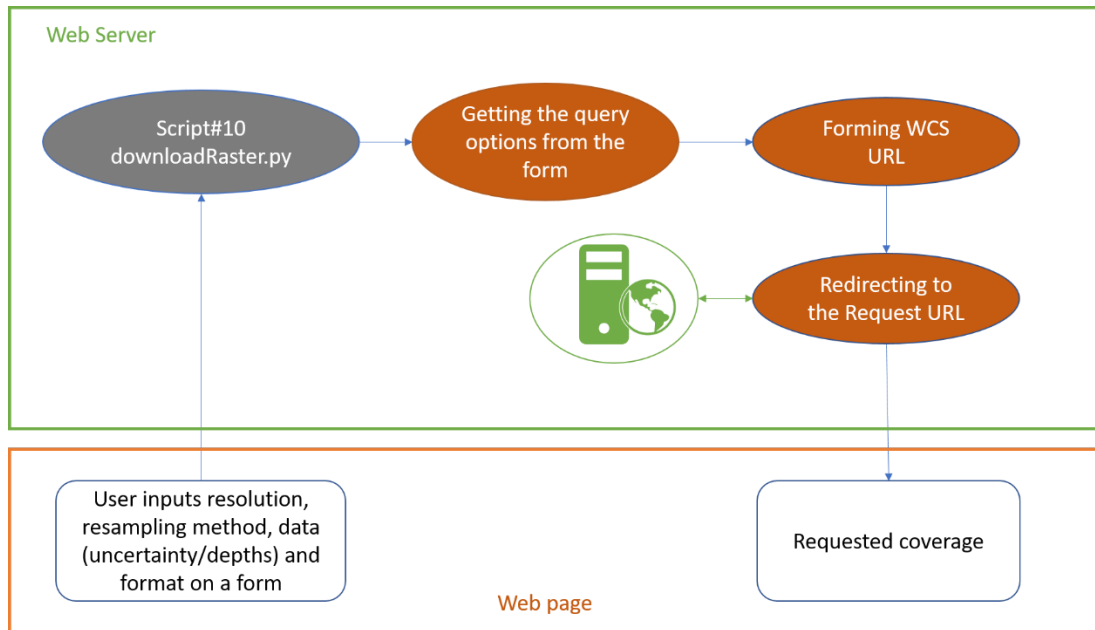 Web Server
Script#10
downloadRaster.py
Getting the query
options from the
form
Forming WCS
URL
Redirecting to
the Request URL
User inputs resolution,
resampling method, data
(uncertainty/depths) and
format on a form
Requested coverage
Web page